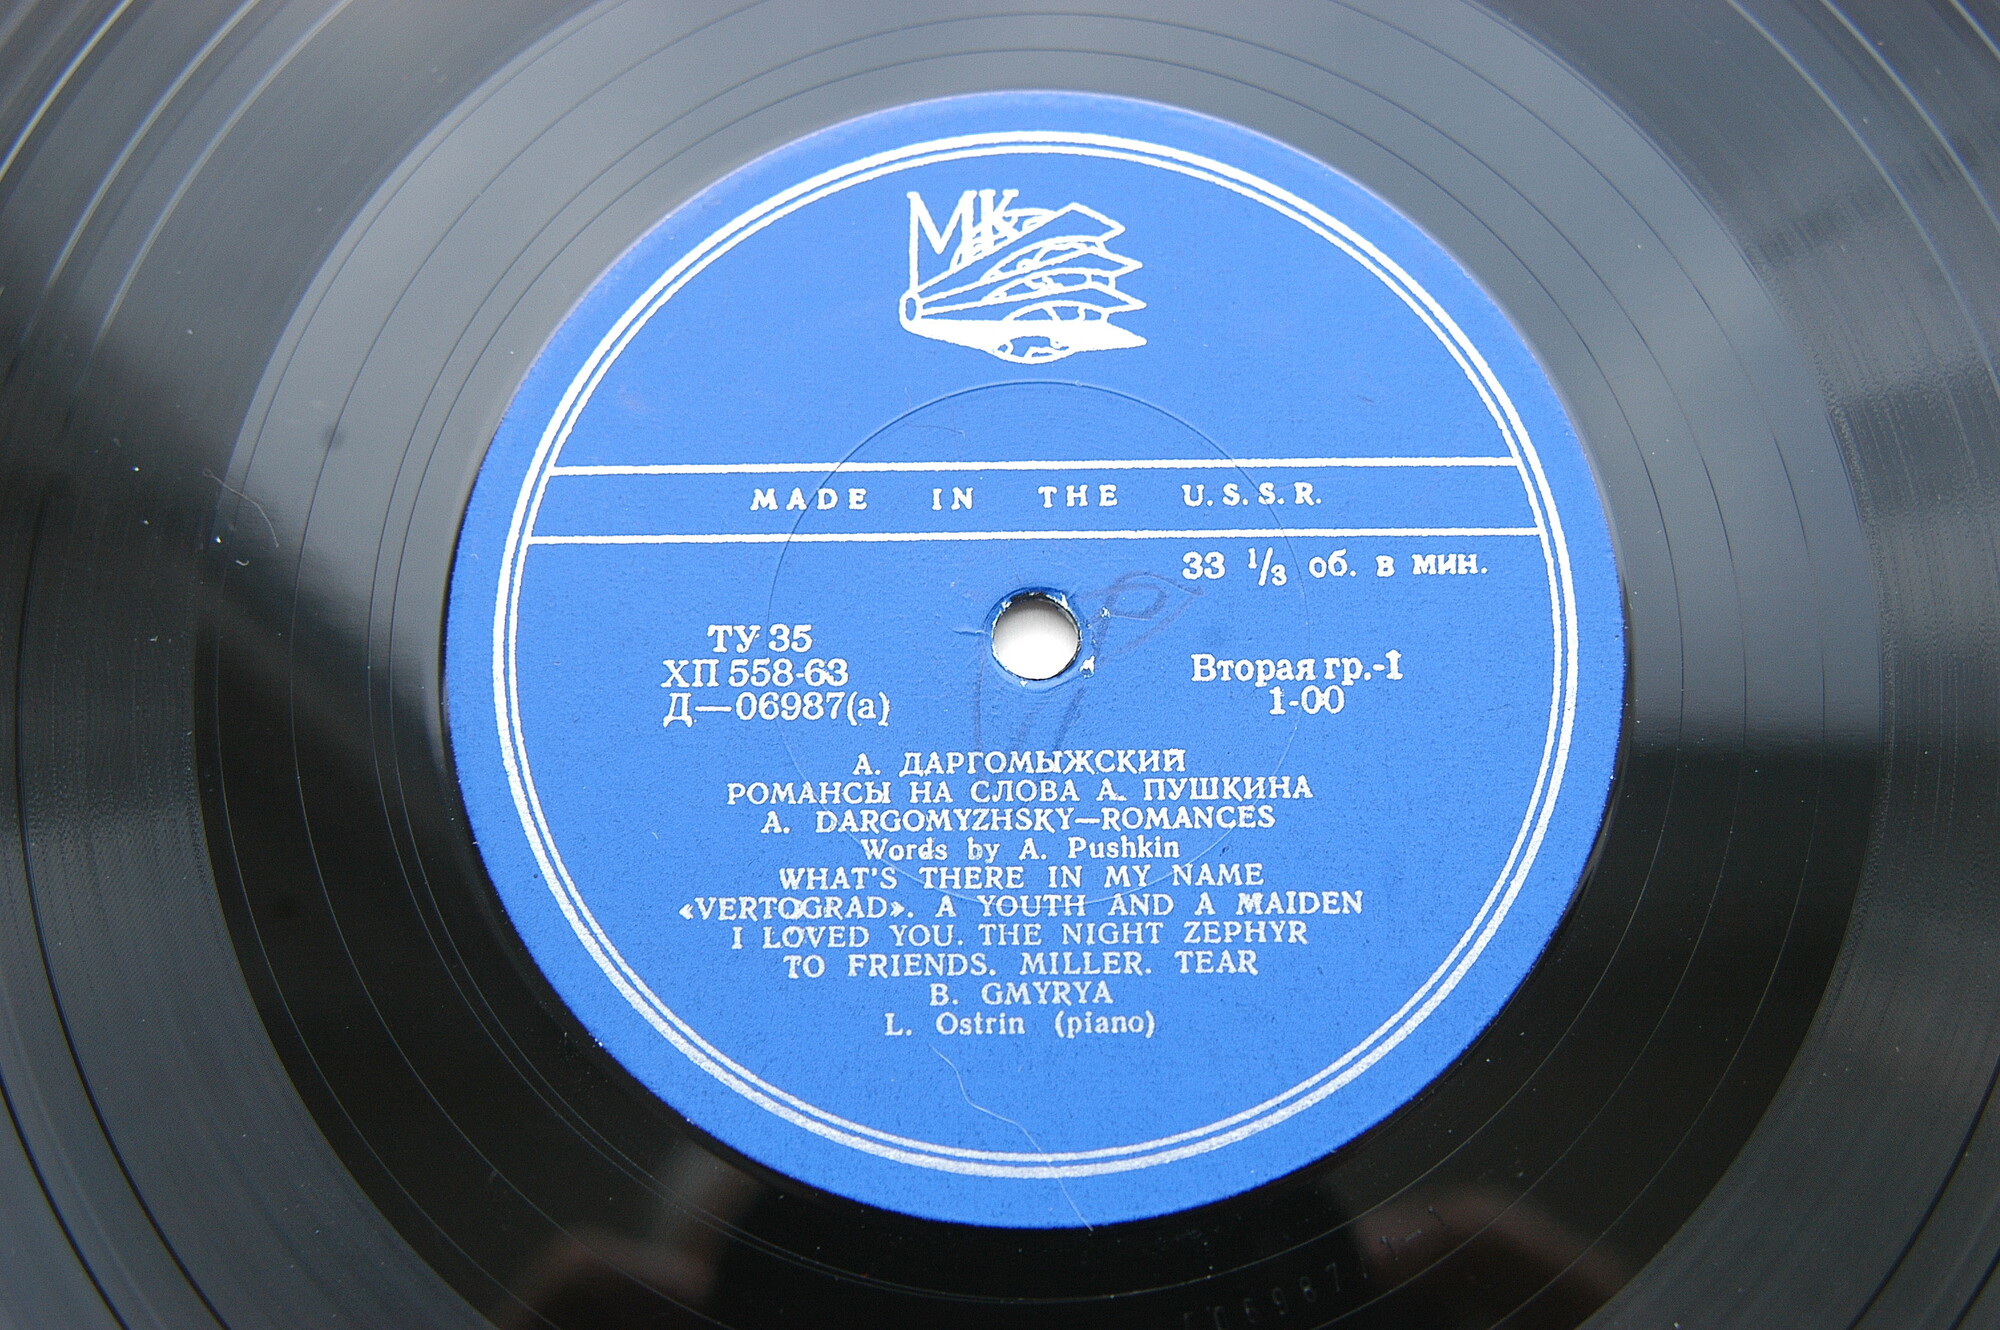 МК
MADE IN THE U.S.S.R.
33 1/3 об. в мин.
ТУ 35
ХП 558-63
Д—06987(a)
Вторая гр.-1
1-00
А. ДАРГОМЫЖСКИЙ
РОМАНСЫ НА СЛОВА А. ПУШКИНА
A. DARGOMYZHSKY—ROMANCES
Words by A. Pushkin
WHAT'S THERE IN MY NAME
«VERTOGRAD». A YOUTH AND A MAIDEN
I LOVED YOU. THE NIGHT ZEPHYR
TO FRIENDS. MILLER. TEAR
B. GMYRYA
L. Ostrin (piano)